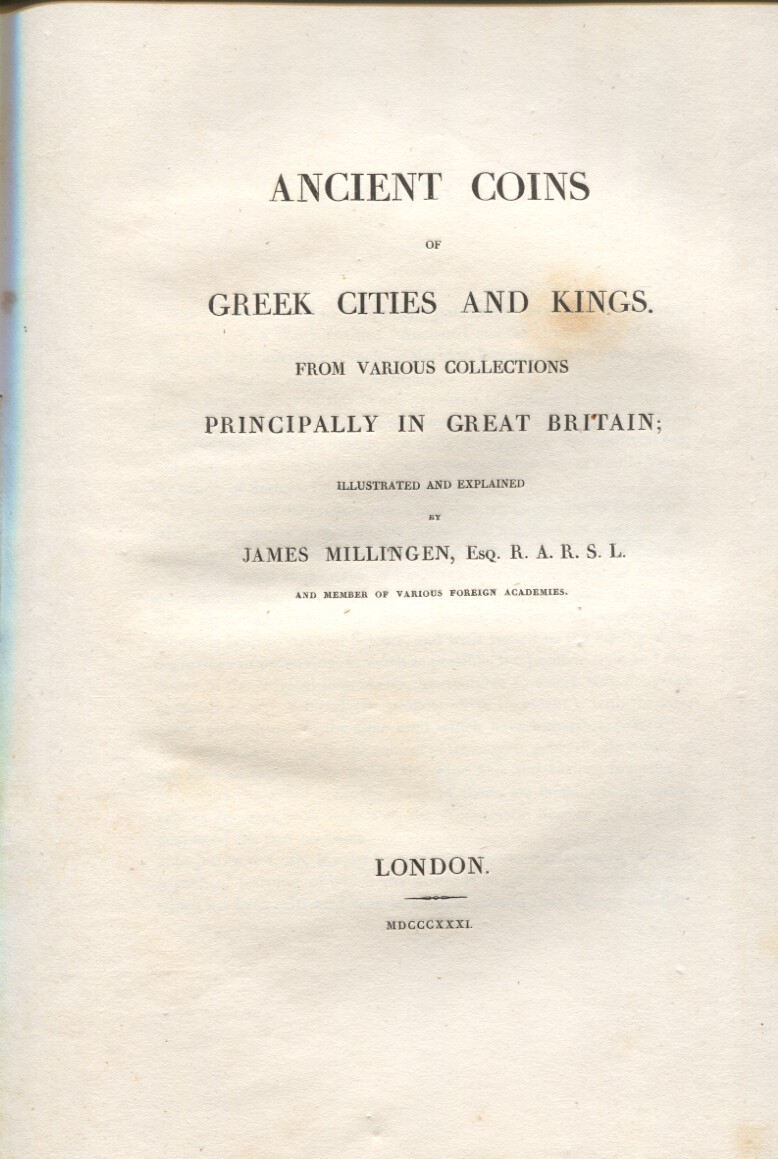 ANCIENT COINS
OF
GREEK CITIES AND KINGS.
FROM VARIOUS COLLECTIONS
PRINCIPALLY IN GREAT BRITAIN;
ILLUSTRATED AND EXPLAINED
BY
JAMES MILLINGEN, Esq. R. A. R. S. L.
AND MEMBER OF VARIOUS FOREIGN ACADEMIES.
LONDON.
MDCCCXXXI.